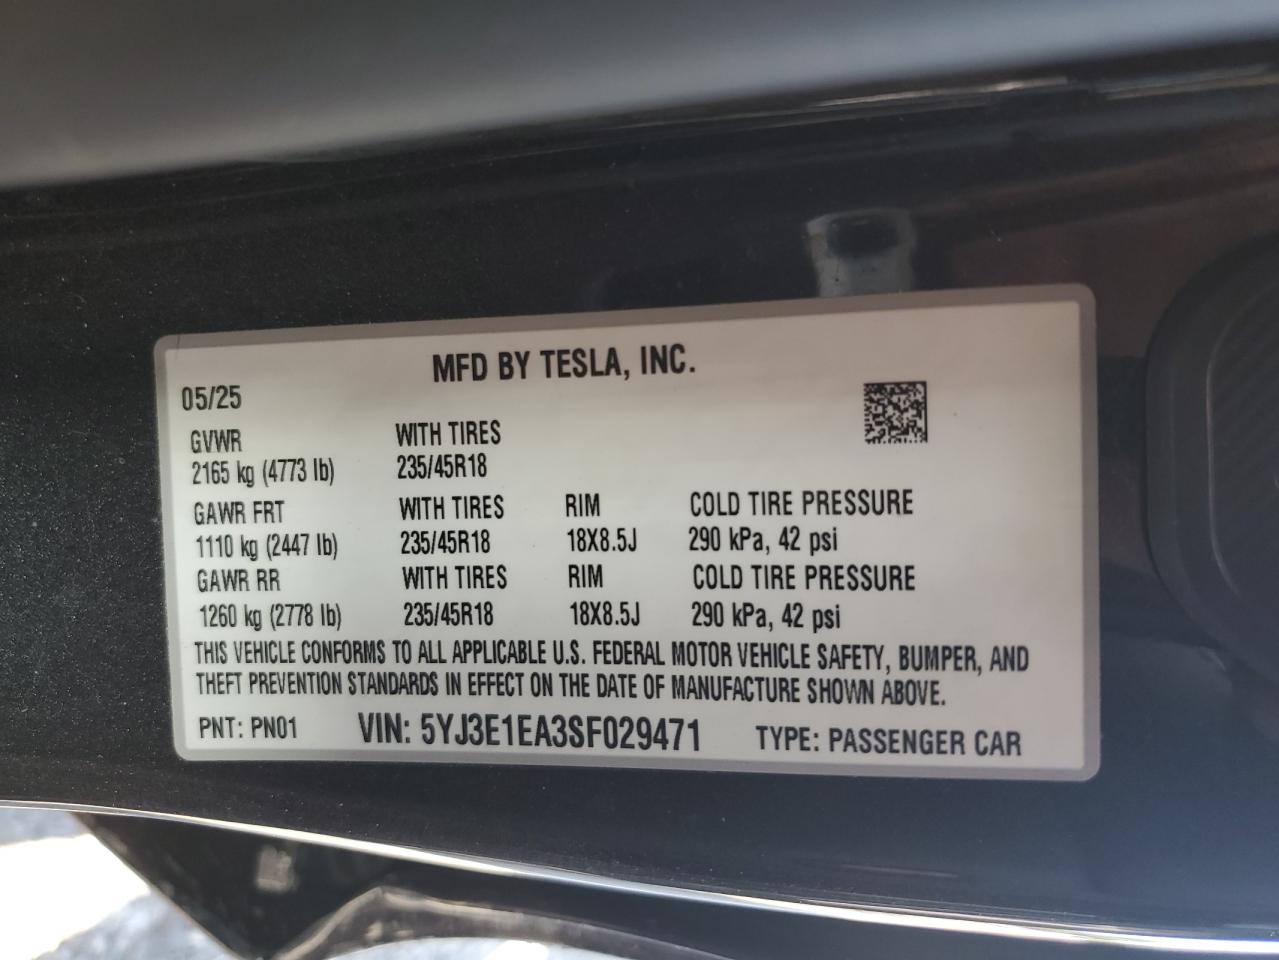 MFD BY TESLA, INC.
05/25
GVWR WITH TIRES
2165 kg (4773 lb) 235/45R18
GAWR FRT WITH TIRES RIM COLD TIRE PRESSURE
1110 kg (2447 lb) 235/45R18 18X8.5J 290 kPa, 42 psi
GAWR RR WITH TIRES RIM COLD TIRE PRESSURE
1260 kg (2778 lb) 235/45R18 18X8.5J 290 kPa, 42 psi
THIS VEHICLE CONFORMS TO ALL APPLICABLE U.S. FEDERAL MOTOR VEHICLE SAFETY, BUMPER, AND
THEFT PREVENTION STANDARDS IN EFFECT ON THE DATE OF MANUFACTURE SHOWN ABOVE.
PNT: PN01 VIN: 5YJ3E1EA3SF029471 TYPE: PASSENGER CAR